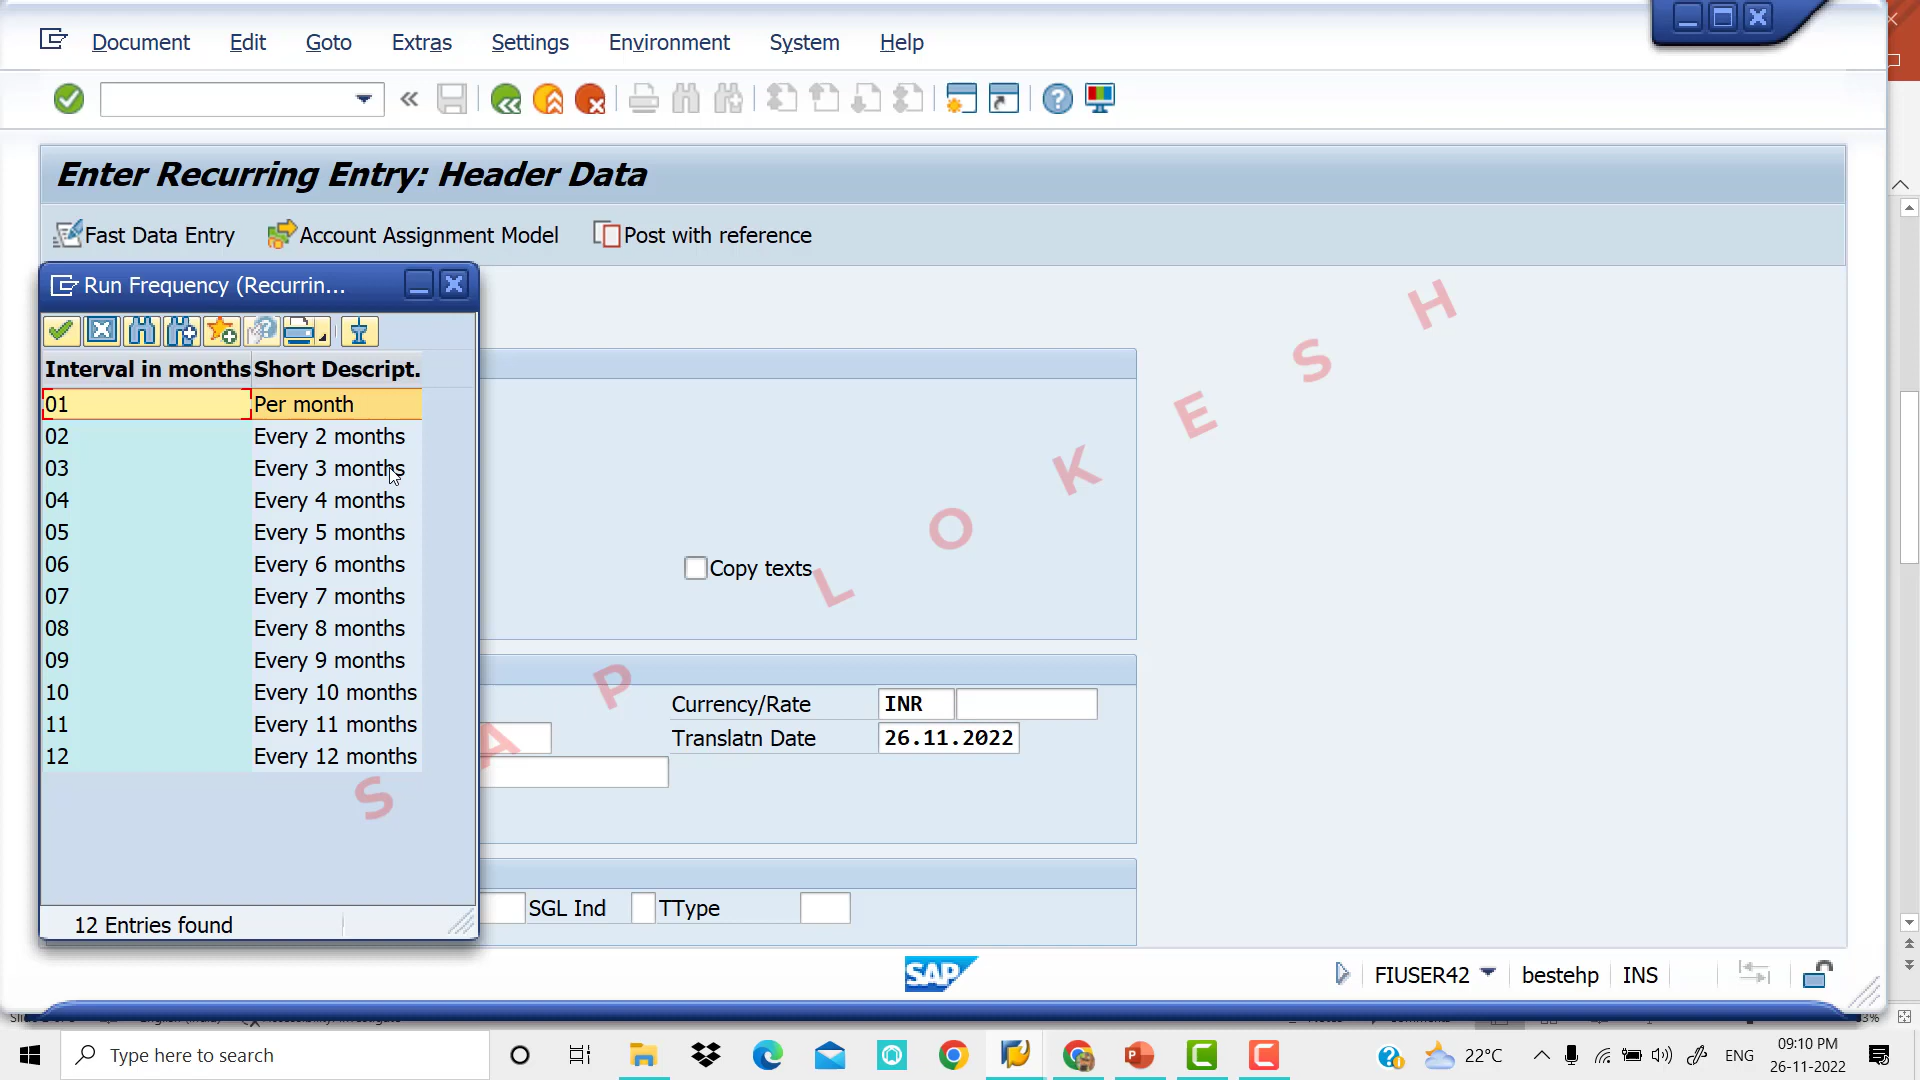 Document Edit Goto Extras Settings Environment System Help
Enter Recurring Entry: Header Data
Fast Data Entry Account Assignment Model Post with reference
Run Frequency (Recurrin...
Interval in months Short Descript.
01 Per month
02 Every 2 months
03 Every 3 months
04 Every 4 months
05 Every 5 months
06 Every 6 months
07 Every 7 months
08 Every 8 months
09 Every 9 months
10 Every 10 months
11 Every 11 months
12 Every 12 months
12 Entries found
Copy texts
Currency/Rate INR
Translatn Date 26.11.2022
SGL Ind TType
SAP LOKESH
SAP FIUSER42 bestehp INS
Type here to search
22°C ENG 09:10 PM
26-11-2022